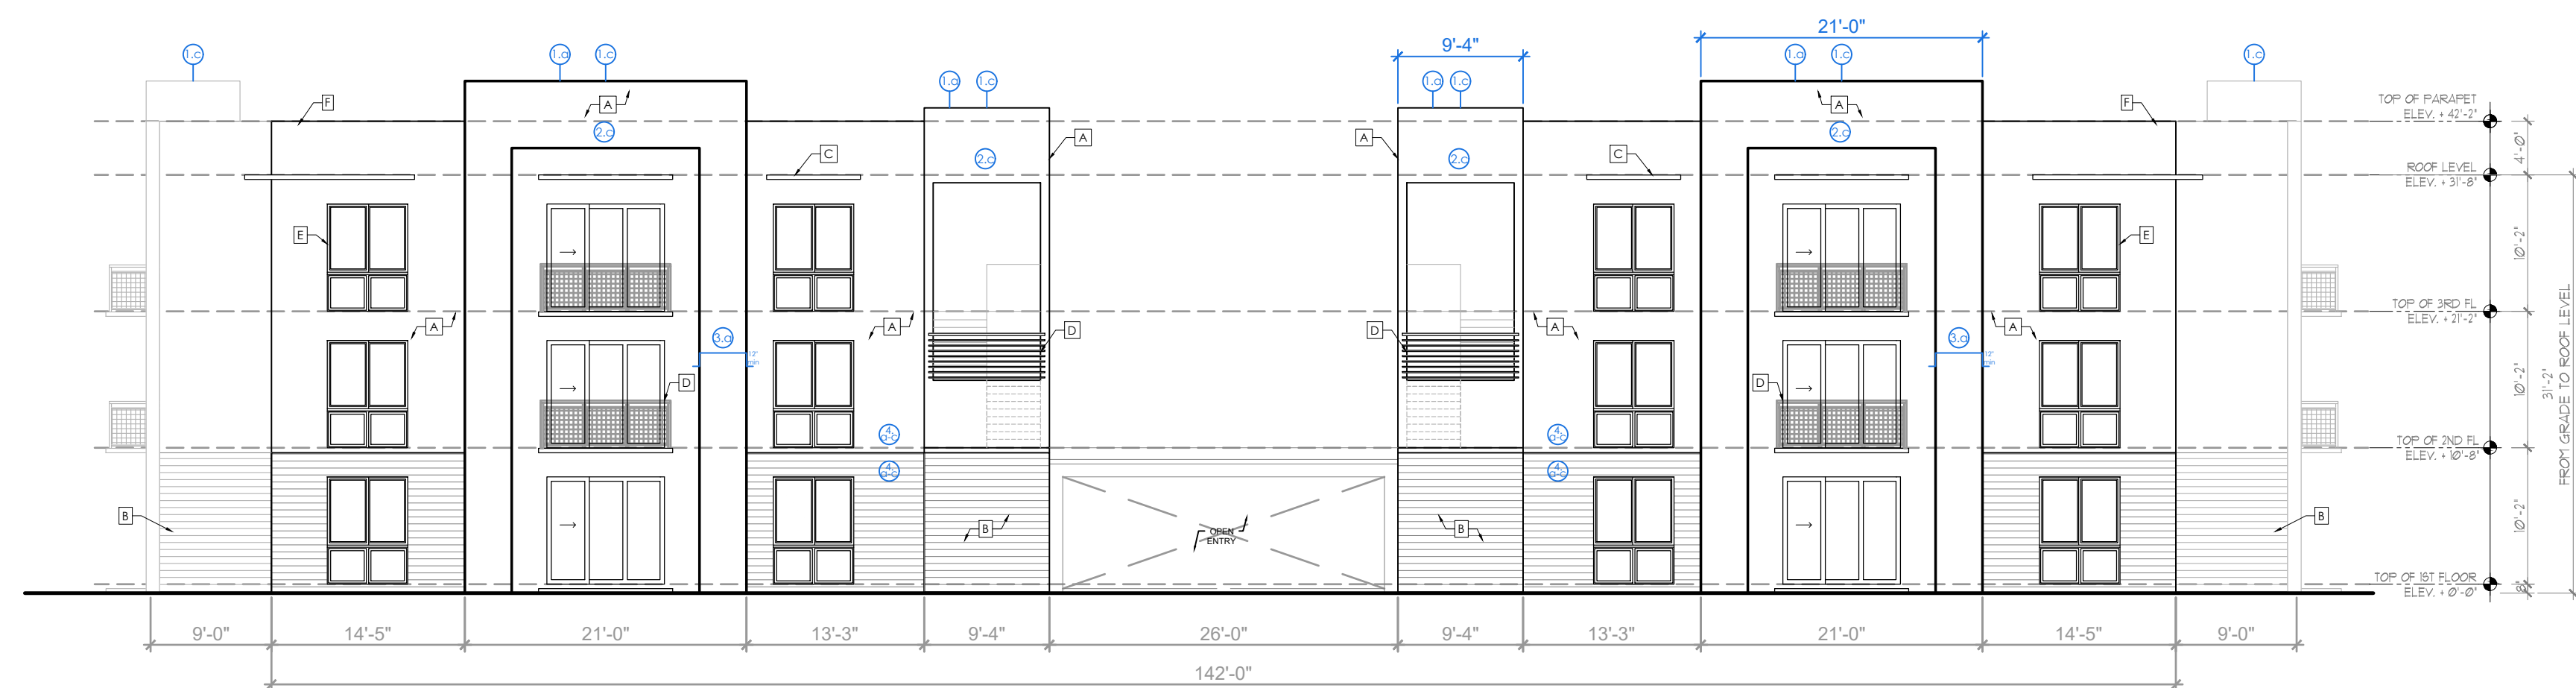 21'-0"
9'-4"
1.c
1.a
1.c
1.a
1.c
1.a
1.c
1.a
1.c
1.c
TOP OF PARAPET
ELEV. + 42'-2"
F
A
A
F
2.c
2.c
A
A
4'-0"
C
2.c
2.c
C
ROOF LEVEL
ELEV. + 31'-8"
E
E
10'-2"
TOP OF 3RD FL
ELEV. + 21'-2"
A
A
D
D
A
A
3.a
3.a
12"
min
12"
min
D
D
10'-2"
31'-2"
FROM GRADE TO ROOF LEVEL
4.
a-c
4.
a-c
TOP OF 2ND FL
ELEV. + 10'-8"
4.
a-c
4.
a-c
B
B
B
B
OPEN
ENTRY
10'-2"
TOP OF 1ST FLOOR
ELEV. + 0'-0"
8"
9'-0"
14'-5"
21'-0"
13'-3"
9'-4"
26'-0"
9'-4"
13'-3"
21'-0"
14'-5"
9'-0"
142'-0"